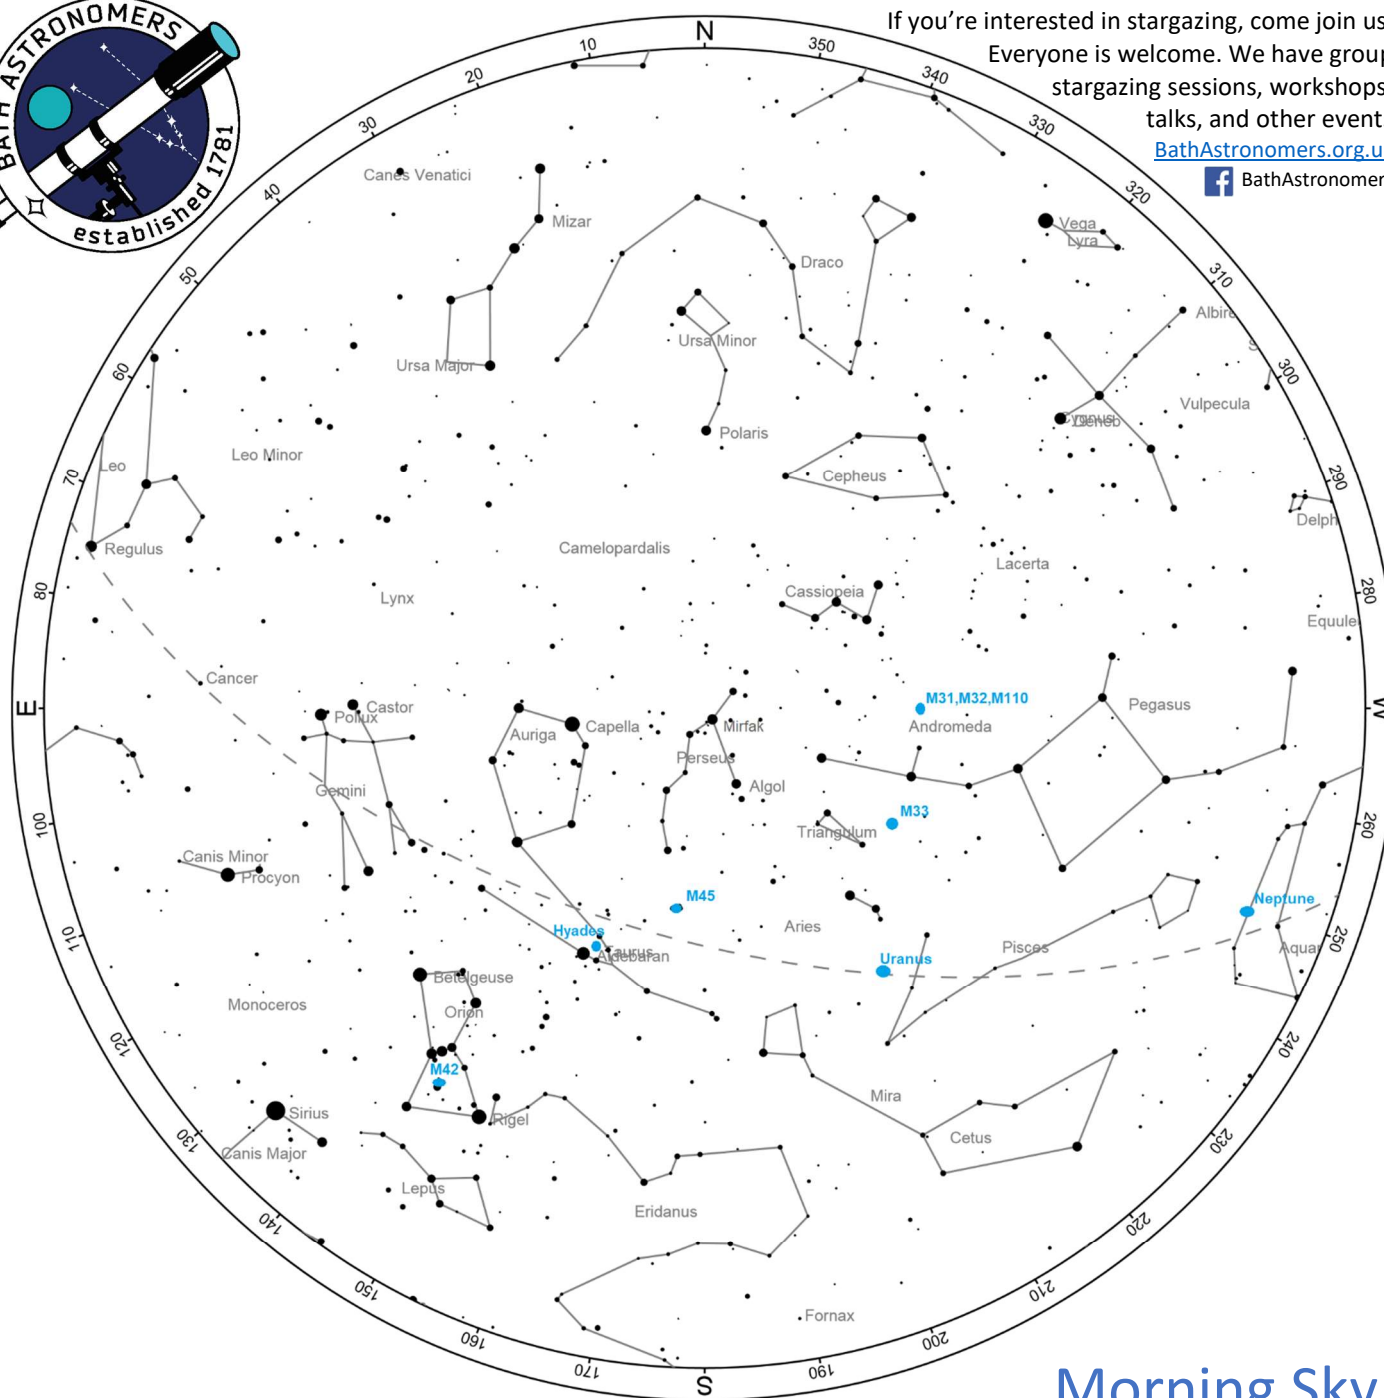 BATH ASTRONOMERS
established 1781
If you're interested in stargazing, come join us
Everyone is welcome. We have group
stargazing sessions, workshops,
talks, and other event
BathAstronomers.org.u
BathAstronomer
N
10
350
20
340
30
330
40
320
50
310
60
300
70
290
80
280
E
W
100
260
110
250
120
240
130
230
140
220
150
210
160
200
170
190
S
Canes Venatici
Mizar
Vega
Lyra
Draco
Albire
Ursa Minor
Ursa Major
S
Vulpecula
Cygnus
Deneb
Polaris
Leo
Leo Minor
Cepheus
Delph
Regulus
Camelopardalis
Lacerta
Lynx
Cassiopeia
Equule
Cancer
M31,M32,M110
Castor
Pollux
Pegasus
Capella
Mirfak
Andromeda
Auriga
Perseus
Gemini
Algol
M33
Triangulum
Canis Minor
Procyon
M45
Neptune
Hyades
Aries
Taurus
Aldebaran
Uranus
Pisces
Aquar
Betelgeuse
Monoceros
Orion
M42
Mira
Sirius
Rigel
Cetus
Canis Major
Lepus
Eridanus
Fornax
Morning Sky